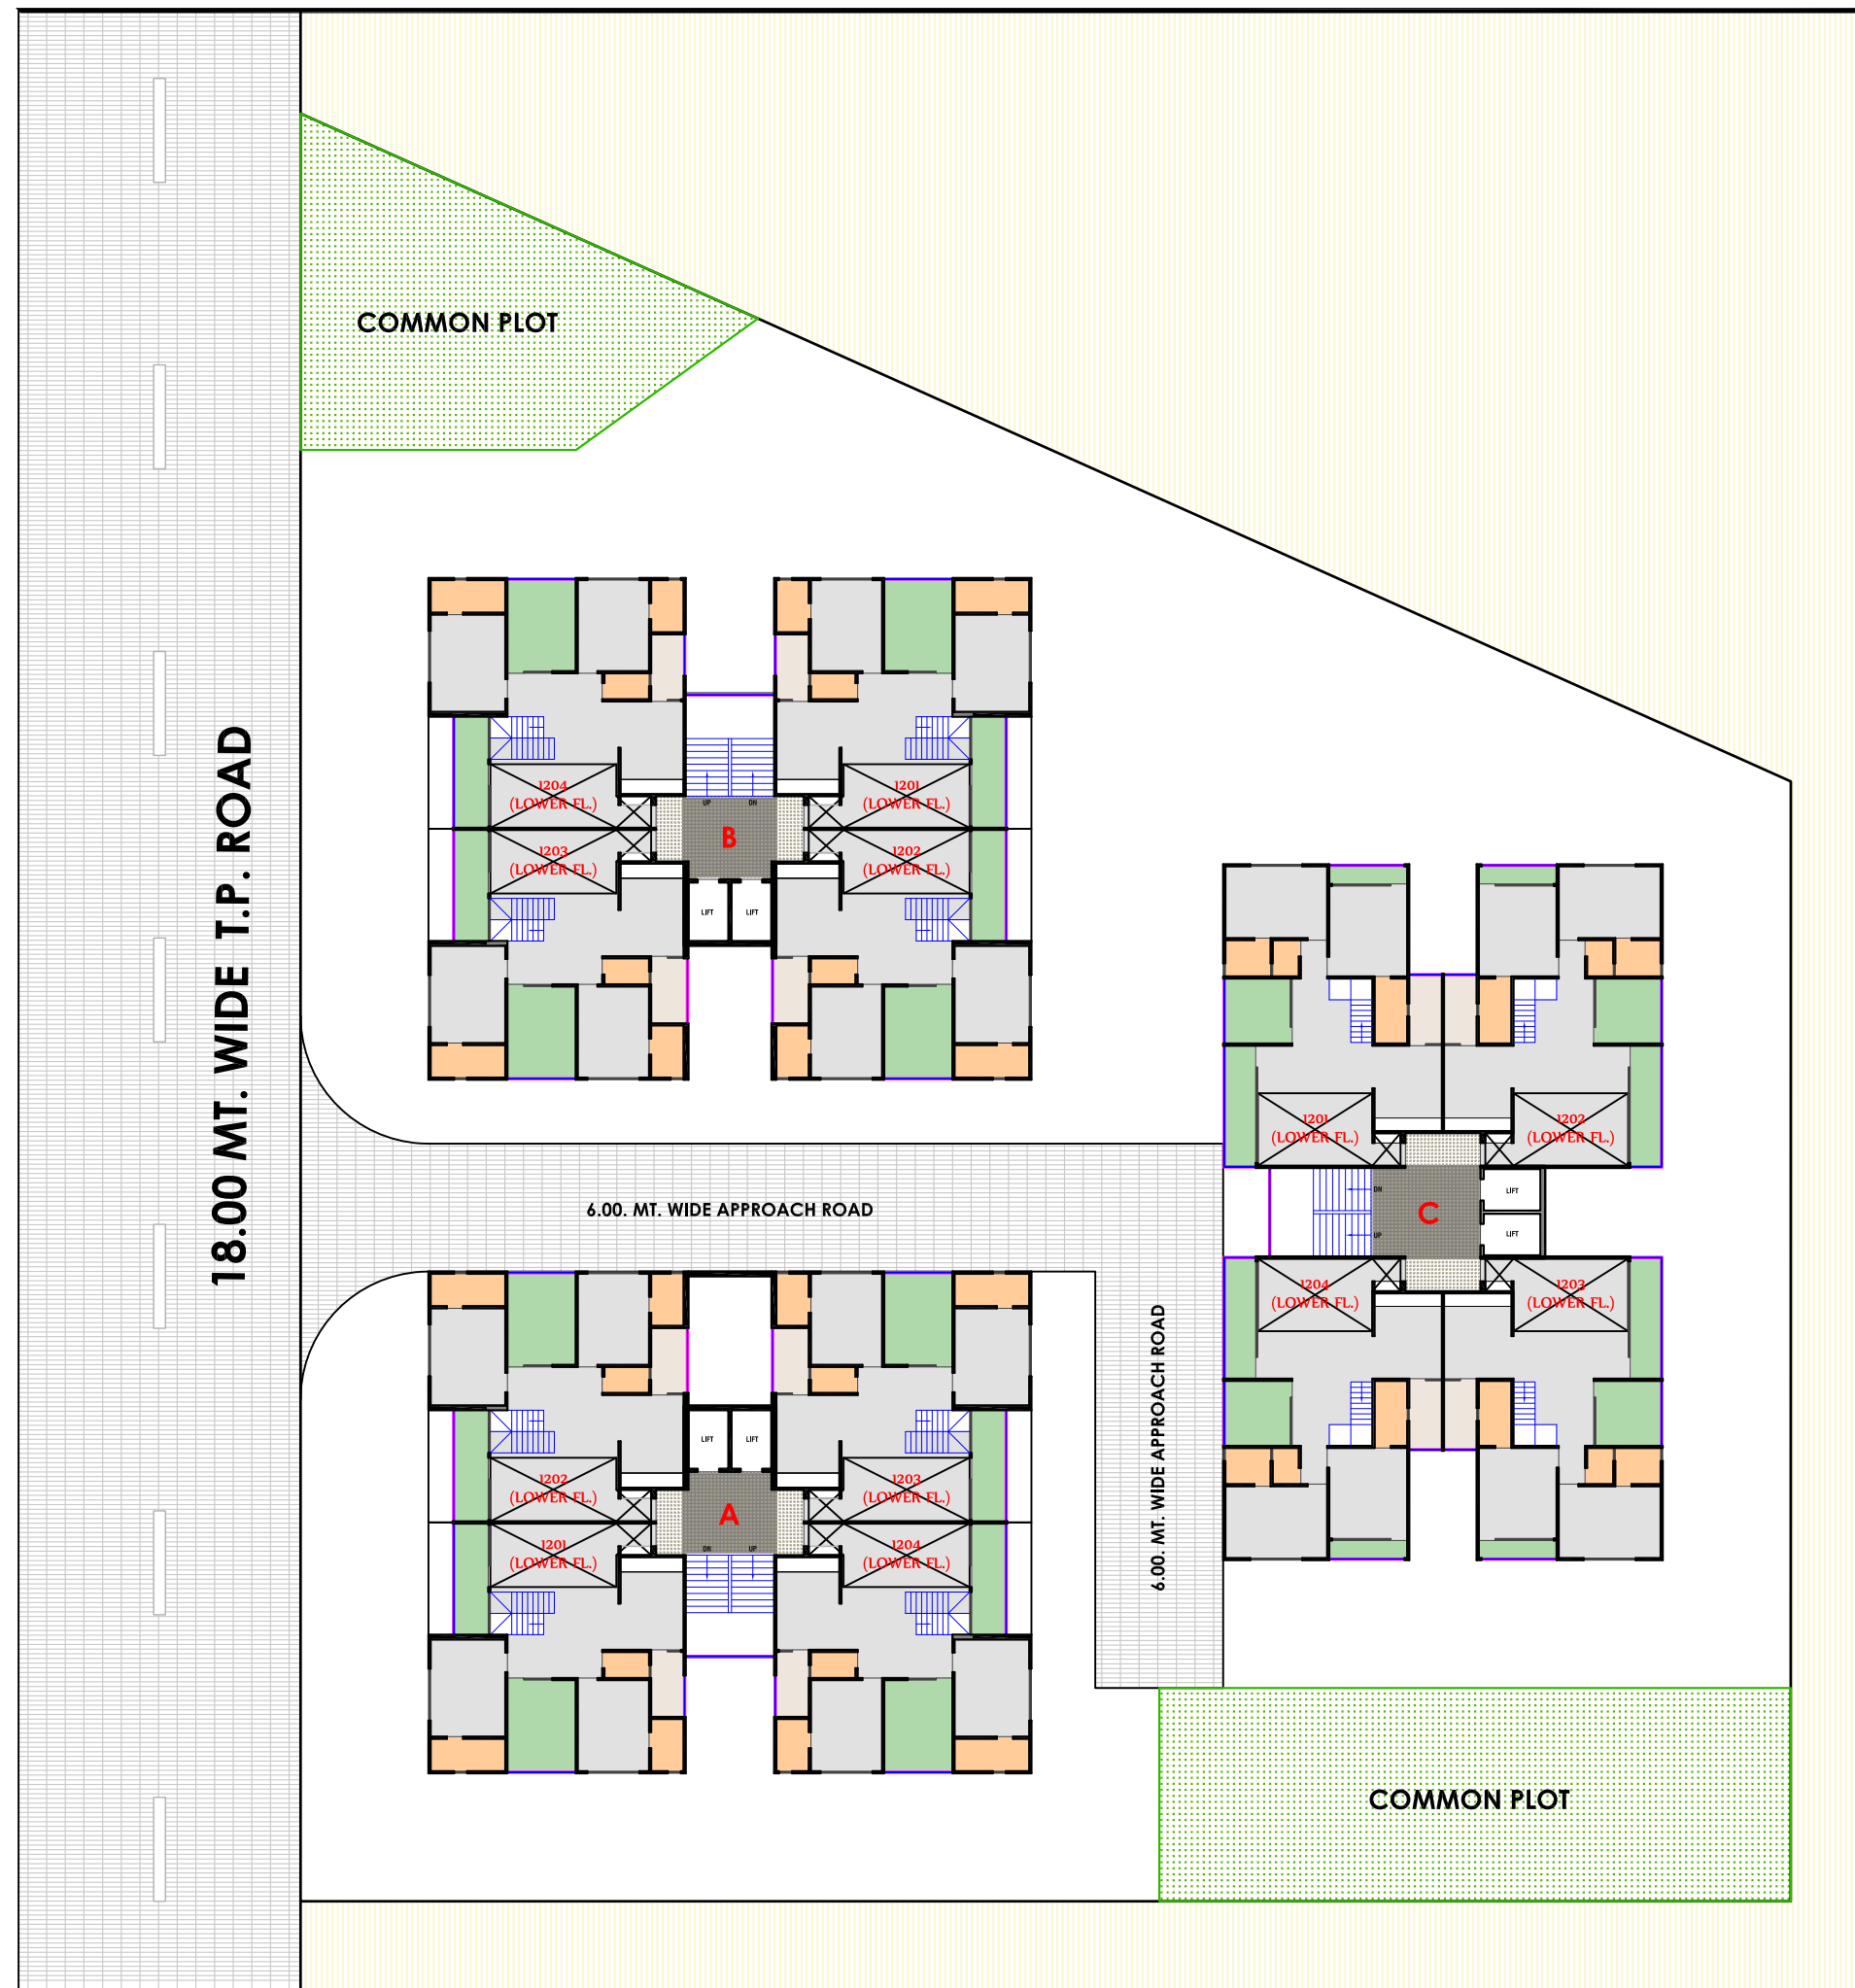 COMMON PLOT
18.00 MT. WIDE T.P. ROAD
1204
(LOWER FL.)
1201
(LOWER FL.)
UP
DN
B
1203
(LOWER FL.)
1202
(LOWER FL.)
LIFT
LIFT
1201
(LOWER FL.)
1202
(LOWER FL.)
DN
LIFT
C
UP
LIFT
1204
(LOWER FL.)
1203
(LOWER FL.)
6.00. MT. WIDE APPROACH ROAD
6.00. MT. WIDE APPROACH ROAD
LIFT
LIFT
1202
(LOWER FL.)
1203
(LOWER FL.)
A
1201
(LOWER FL.)
1204
(LOWER FL.)
DN
UP
COMMON PLOT